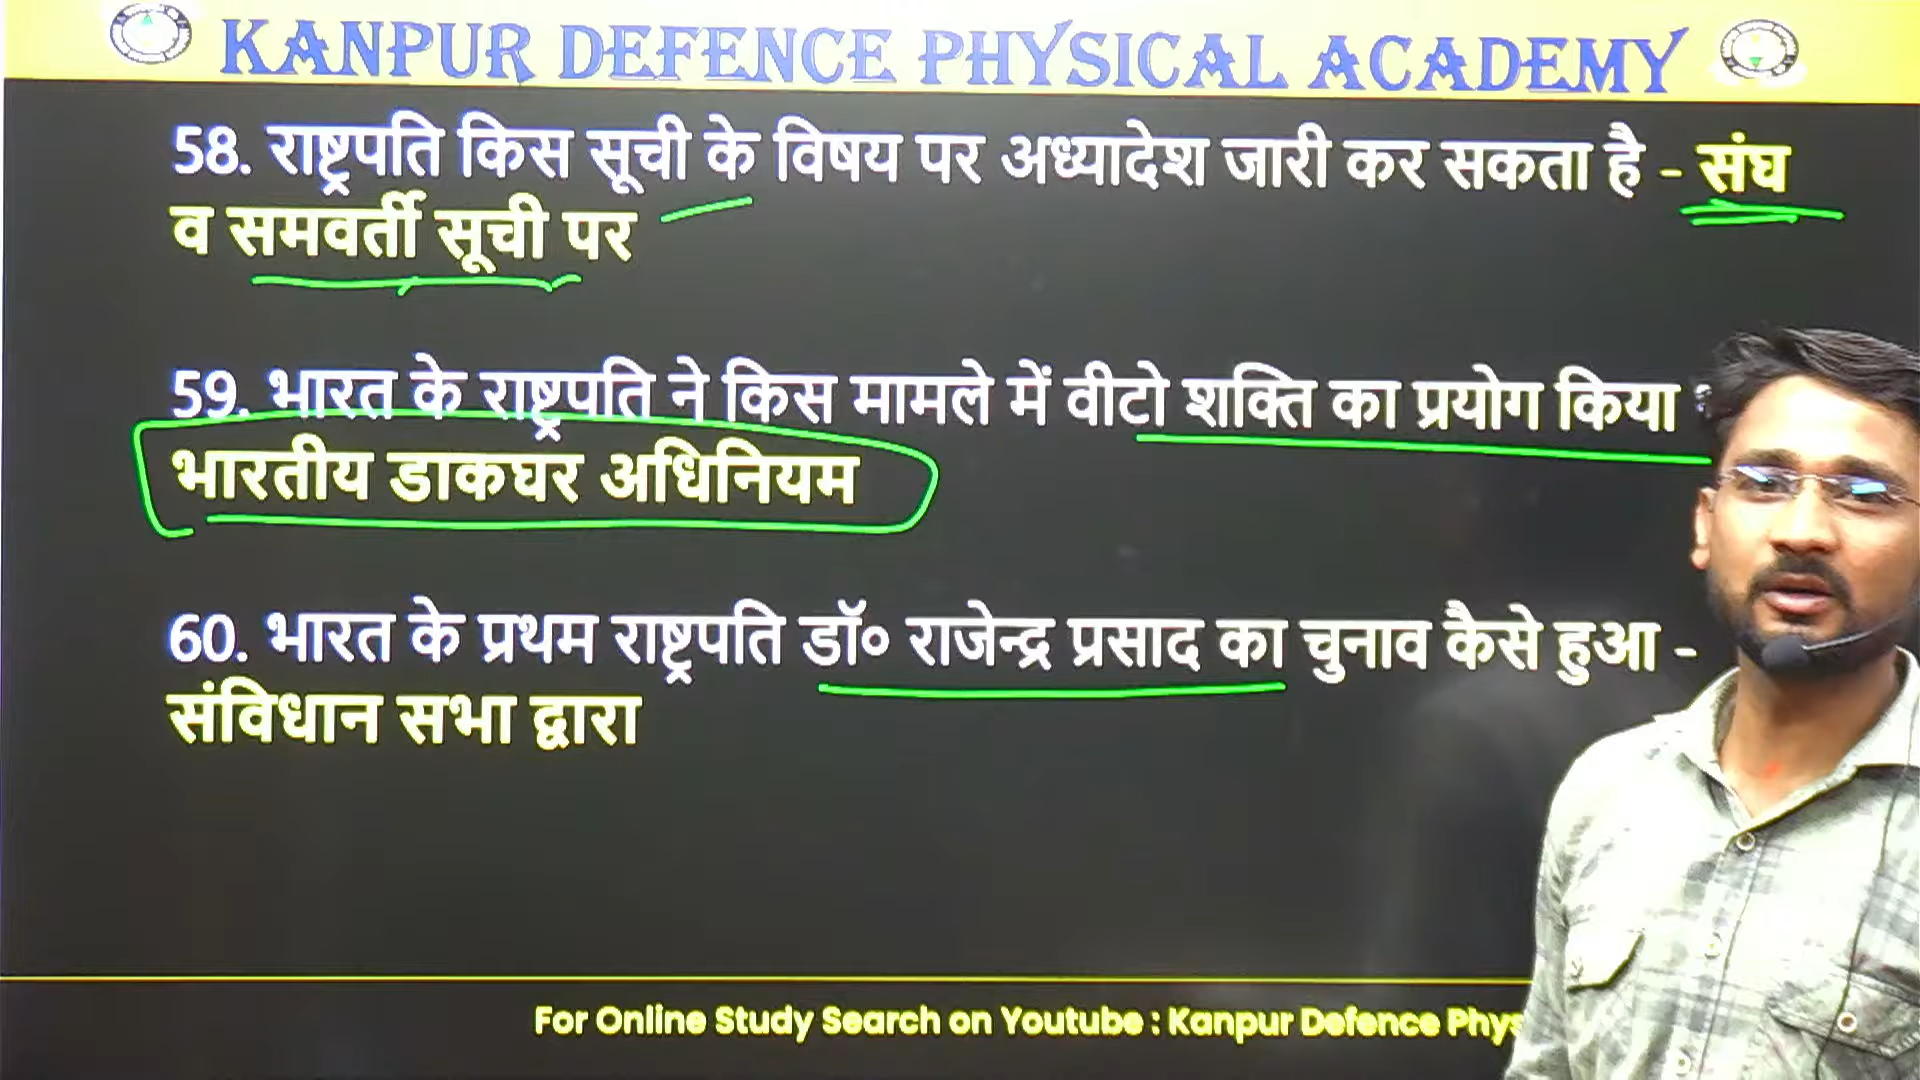 KANPUR DEFENCE PHYSICAL ACADEMY
58. राष्ट्रपति किस सूची के विषय पर अध्यादेश जारी कर सकता है - संघ
व समवर्ती सूची पर
59. भारत के राष्ट्रपति ने किस मामले में वीटो शक्ति का प्रयोग किया
भारतीय डाकघर अधिनियम
60. भारत के प्रथम राष्ट्रपति डॉ० राजेन्द्र प्रसाद का चुनाव कैसे हुआ -
संविधान सभा द्वारा
For Online Study Search on Youtube : Kanpur Defence